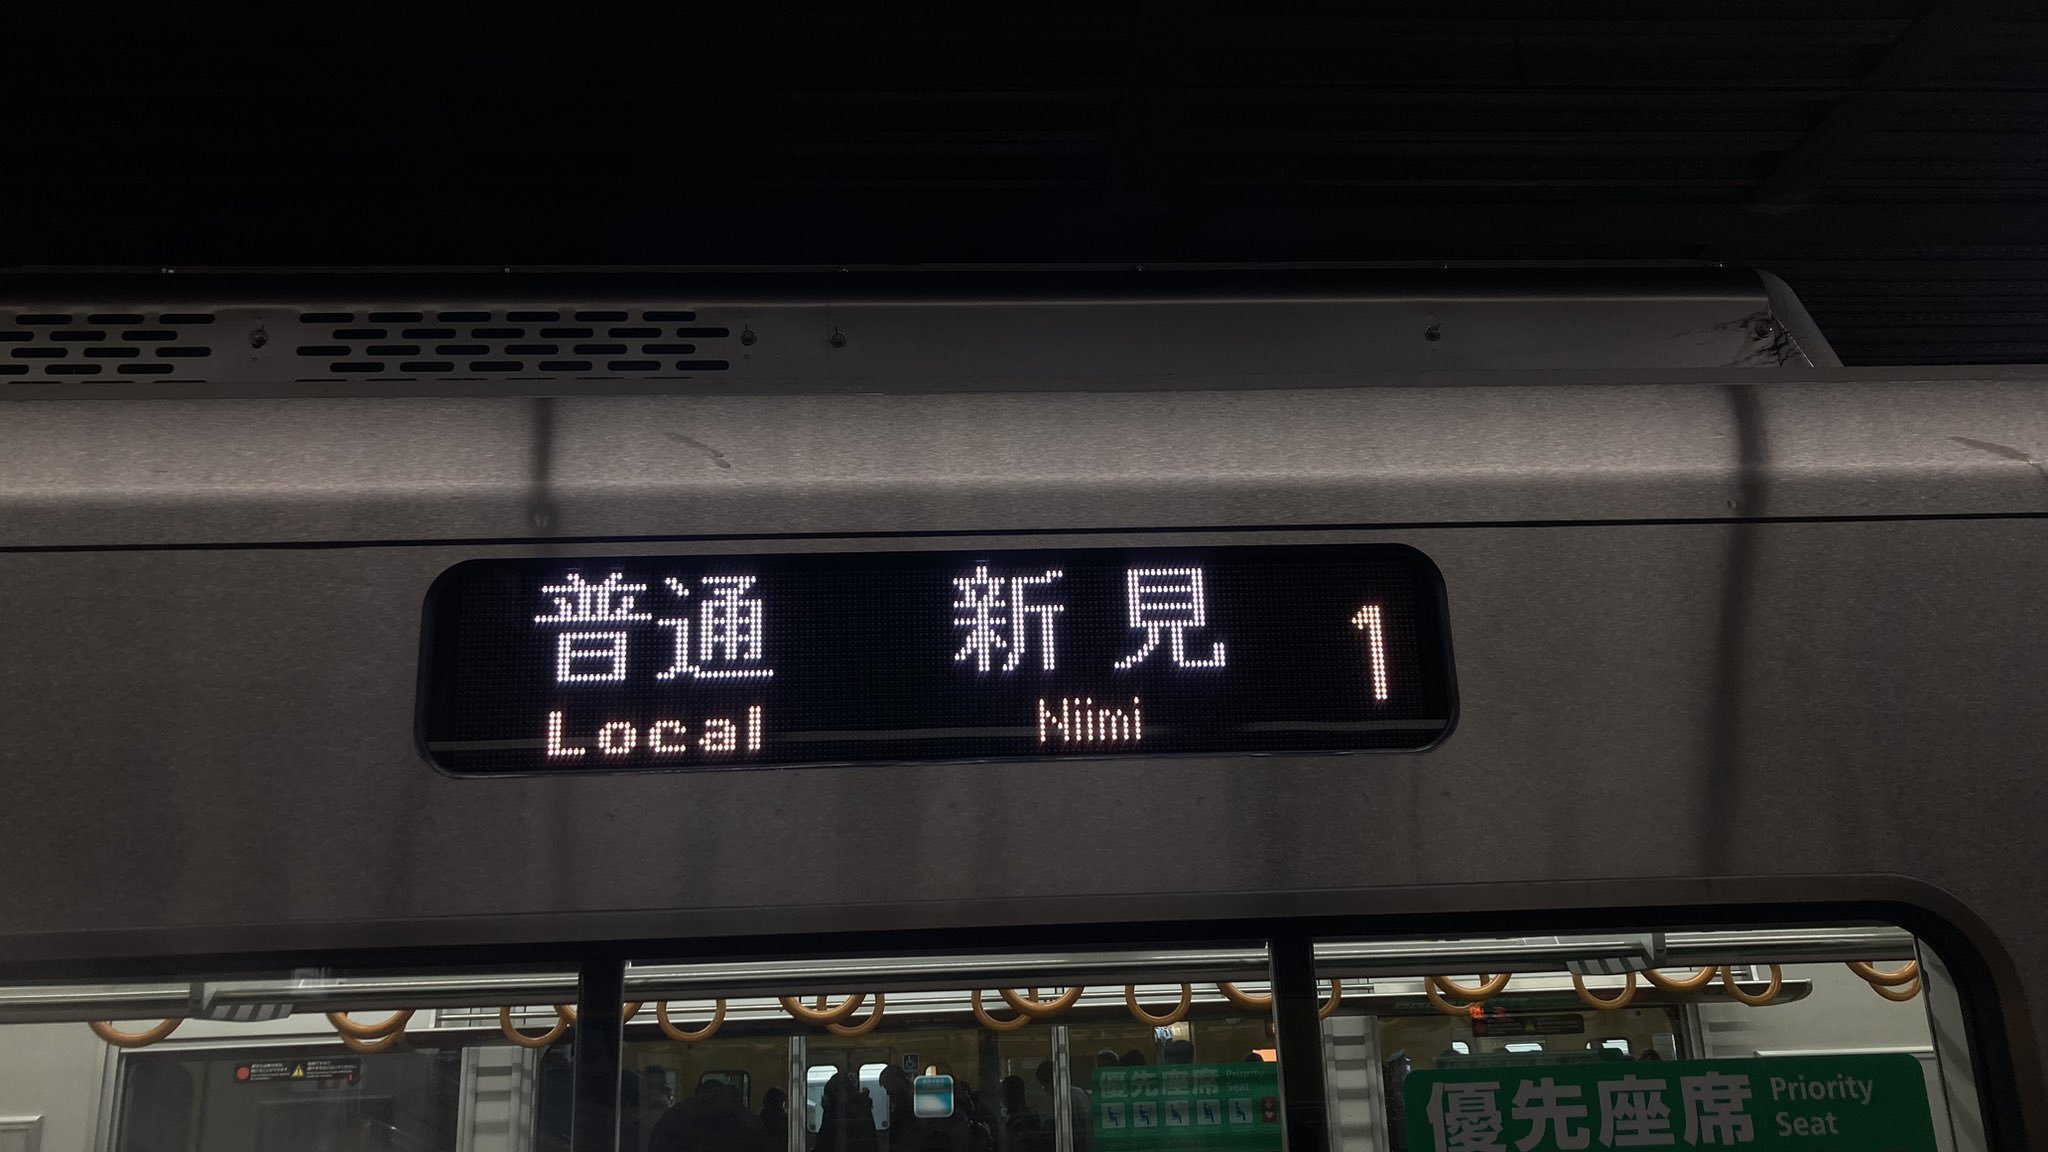 普通 新見 1
Local Niimi
優先座席 Priority Seat
優先座席 Priority
Seat